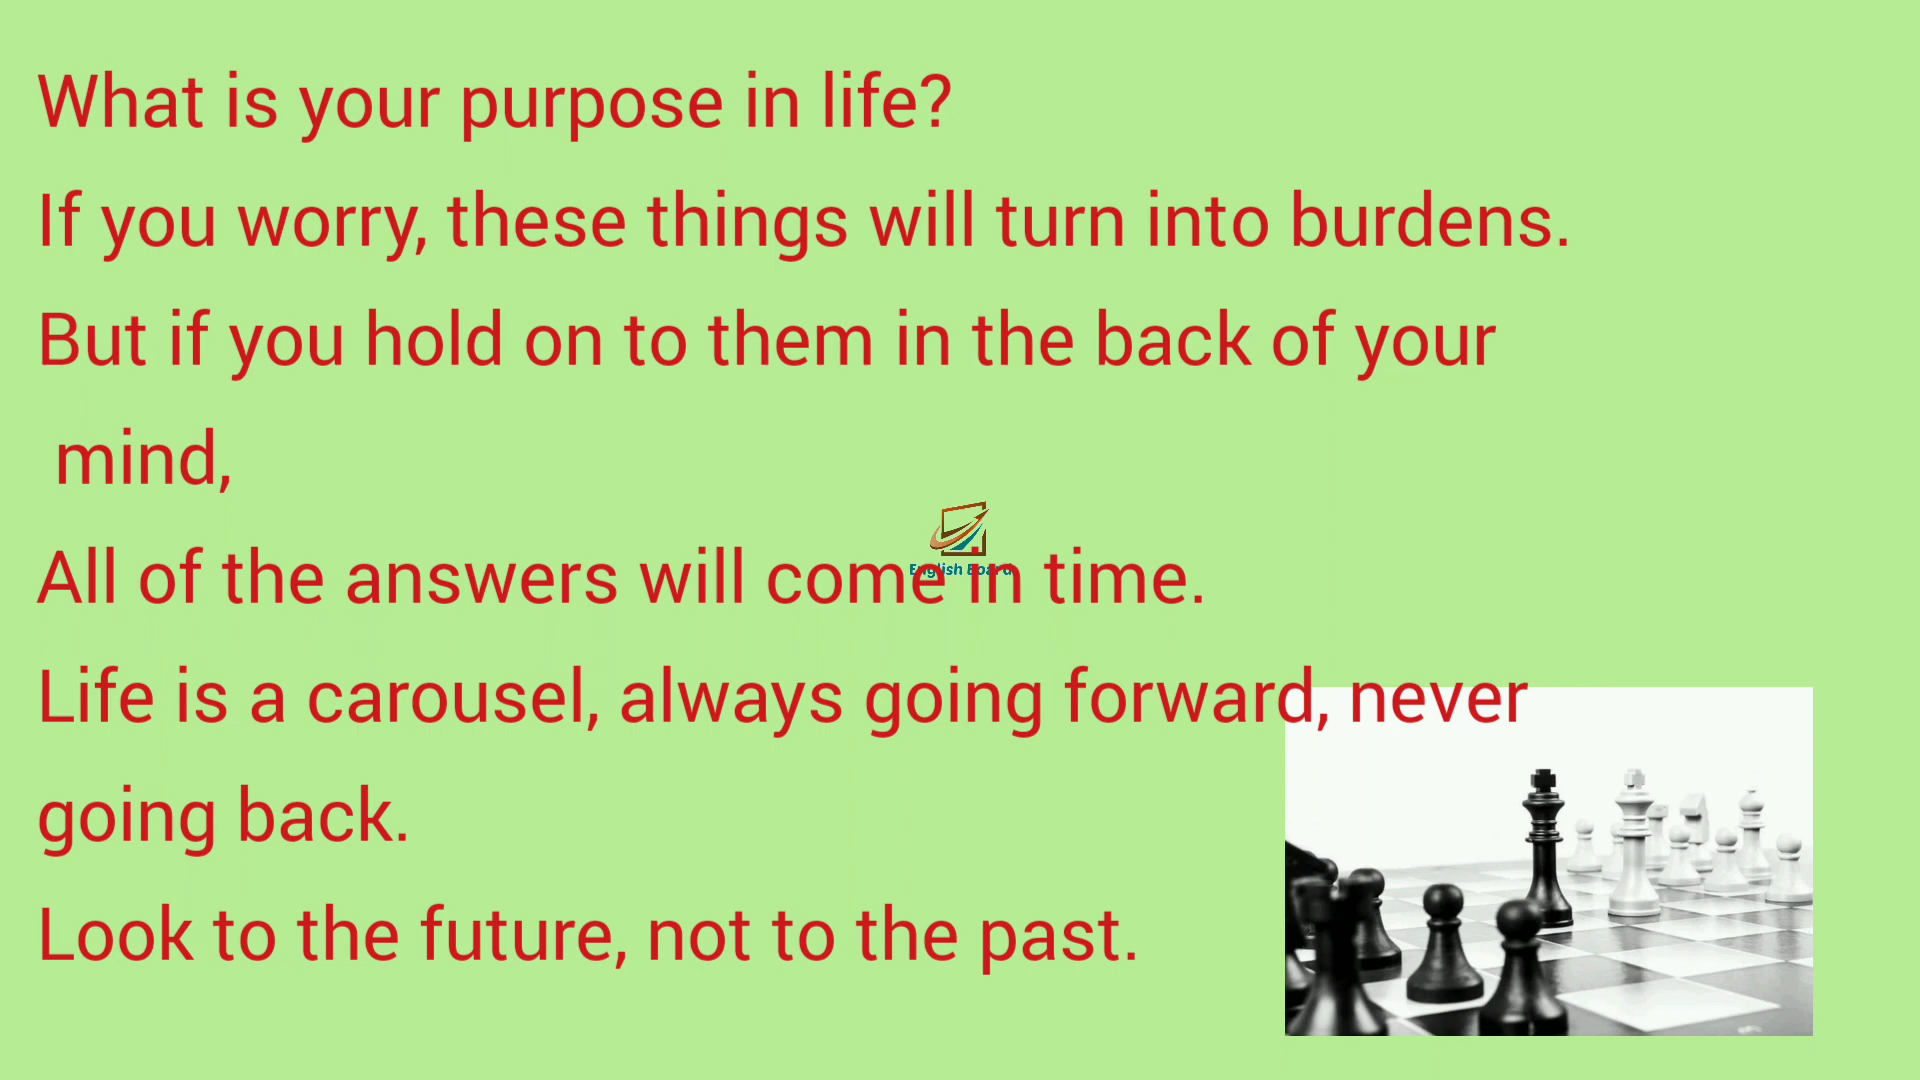 What is your purpose in life?
If you worry, these things will turn into burdens.
But if you hold on to them in the back of your
mind,
All of the answers will come in time.
English Board
Life is a carousel, always going forward, never
going back.
Look to the future, not to the past.